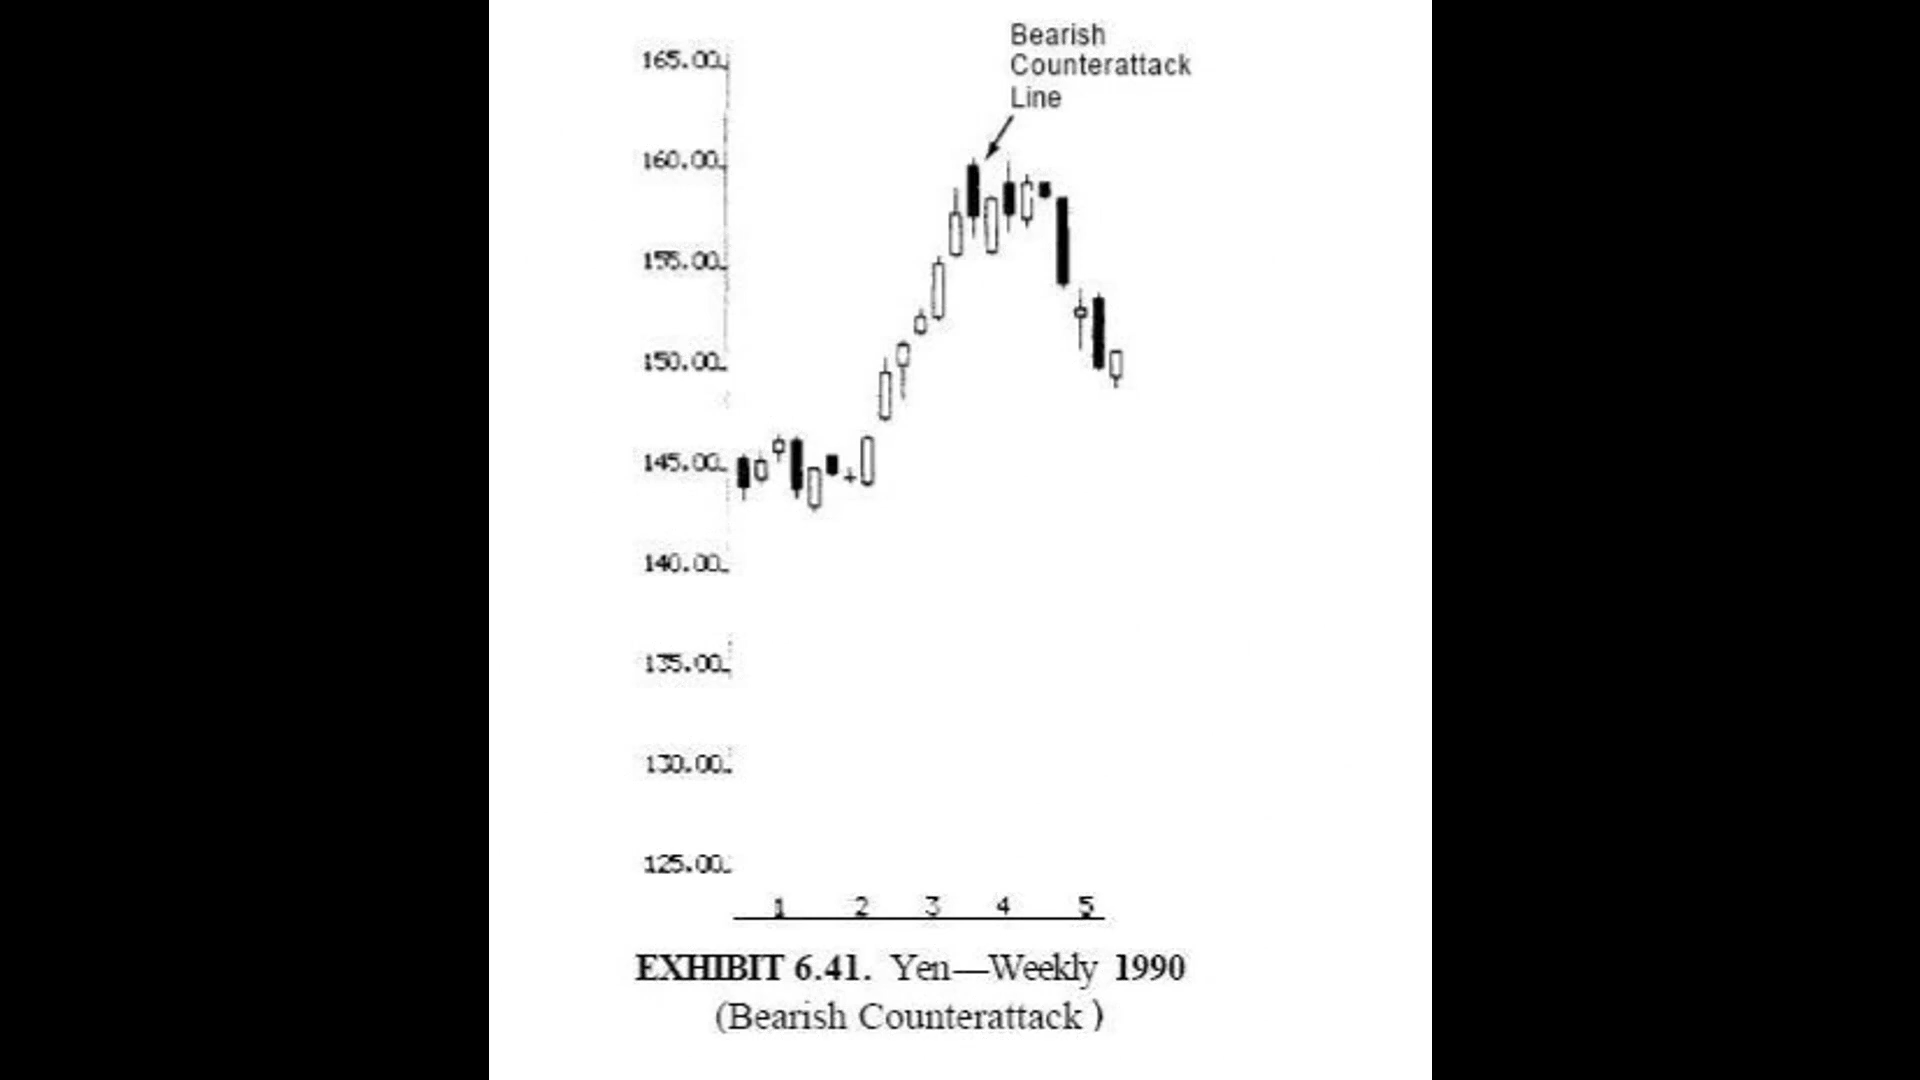 Bearish
Counterattack
Line
165.00
160.00
155.00
150.00
145.00
140.00
135.00
130.00
125.00
1 2 3 4 5
EXHIBIT 6.41. Yen—Weekly 1990
(Bearish Counterattack )